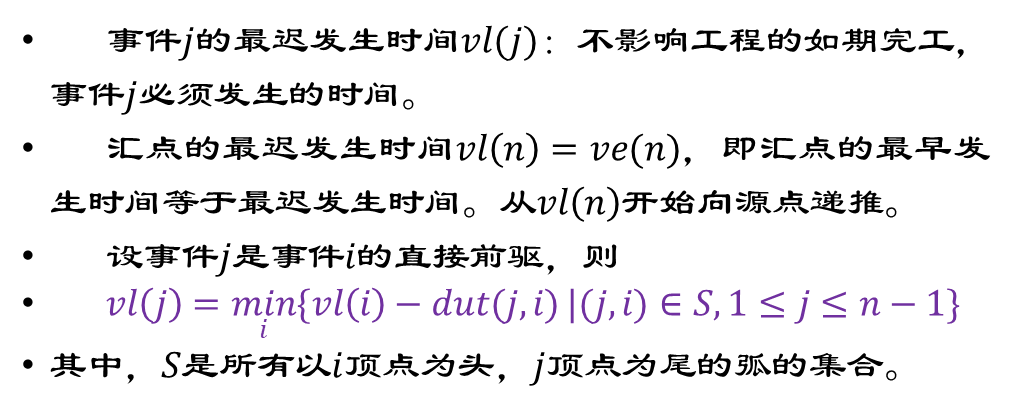 • 事件j的最迟发生时间vl(j)：不影响工程的如期完工，
事件j必须发生的时间。
• 汇点的最迟发生时间vl(n) = ve(n)，即汇点的最早发
生时间等于最迟发生时间。从vl(n)开始向源点递推。
• 设事件j是事件i的直接前驱，则
• vl(j) = min{vl(i) − dut(j, i) |(j, i) ∈ S, 1 ≤ j ≤ n − 1}
i
• 其中，S是所有以i顶点为头，j顶点为尾的弧的集合。